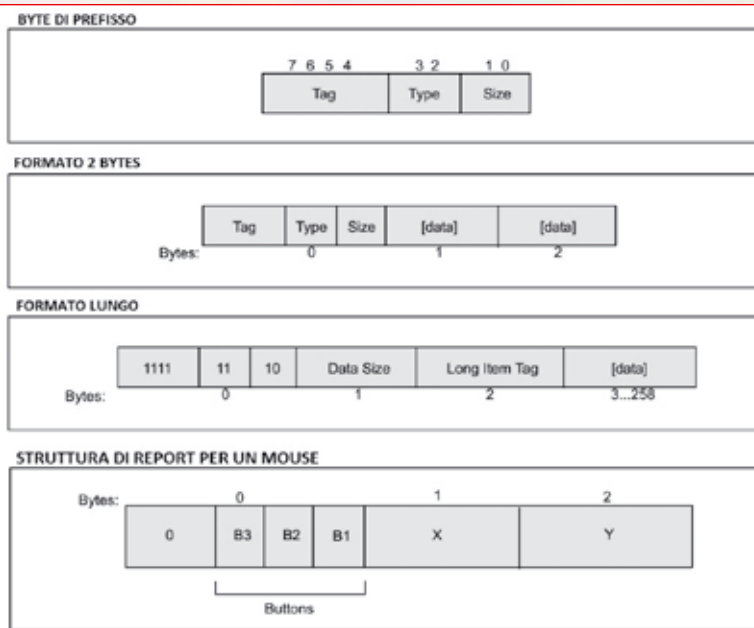 BYTE DI PREFISSO
7 6 5 4 3 2 1 0
Tag Type Size
FORMATO 2 BYTES
Tag Type Size [data] [data]
Bytes: 0 1 2
FORMATO LUNGO
1111 11 10 Data Size Long Item Tag [data]
Bytes: 0 1 2 3...258
STRUTTURA DI REPORT PER UN MOUSE
Bytes: 0 1 2
0 B3 B2 B1 X Y
Buttons